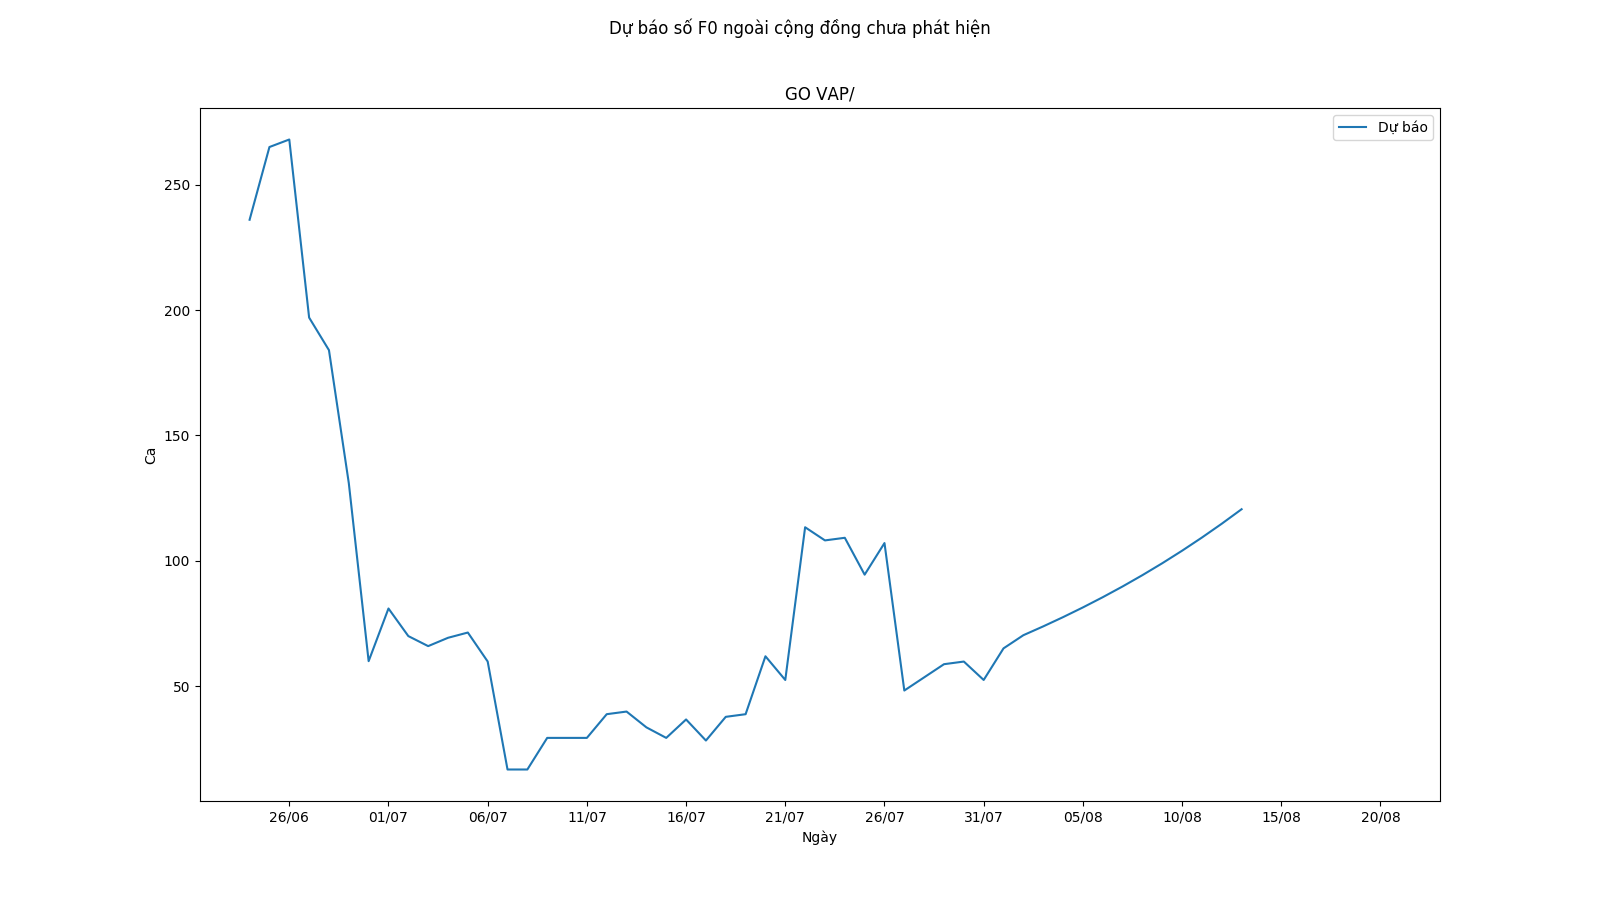 Dự báo số F0 ngoài cộng đồng chưa phát hiện
GO VAP/
Dự báo
250
200
150
100
50
Ca
26/06 01/07 06/07 11/07 16/07 21/07 26/07 31/07 05/08 10/08 15/08 20/08
Ngày